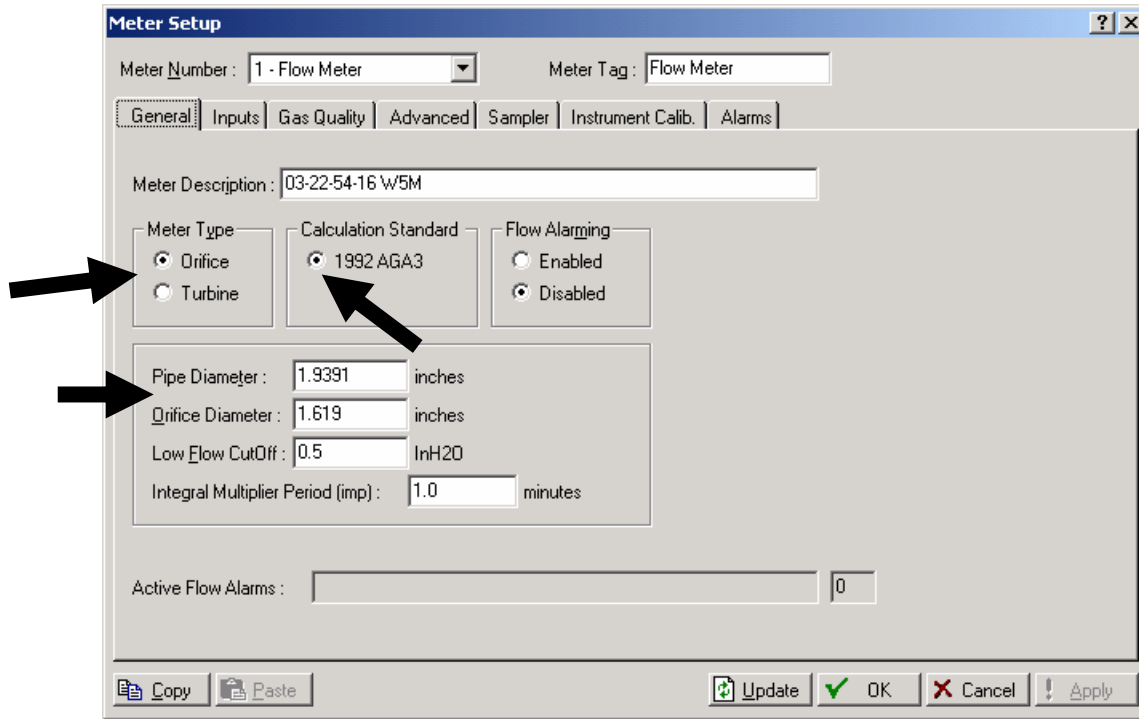 Meter Setup
Meter Number : 1 - Flow Meter Meter Tag : Flow Meter
General Inputs Gas Quality Advanced Sampler Instrument Calib. Alarms
Meter Description : 03-22-54-16 W5M
Meter Type Calculation Standard Flow Alarming
Orifice 1992 AGA3 Enabled
Turbine Disabled
Pipe Diameter : 1.9391 inches
Orifice Diameter : 1.619 inches
Low Flow CutOff : 0.5 InH2O
Integral Multiplier Period (imp) : 1.0 minutes
Active Flow Alarms : 0
Copy Paste Update OK Cancel Apply